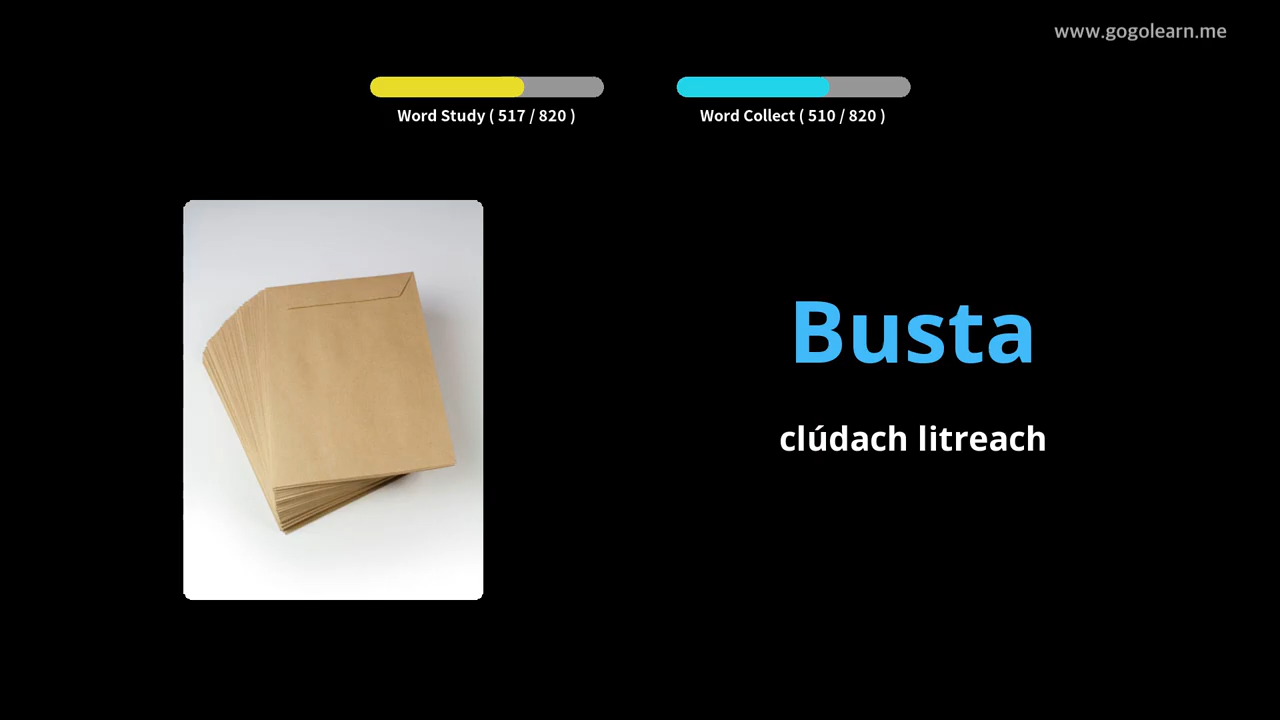 www.gogolearn.me
Word Study ( 517 / 820 )
Word Collect ( 510 / 820 )
Busta
clúdach litreach